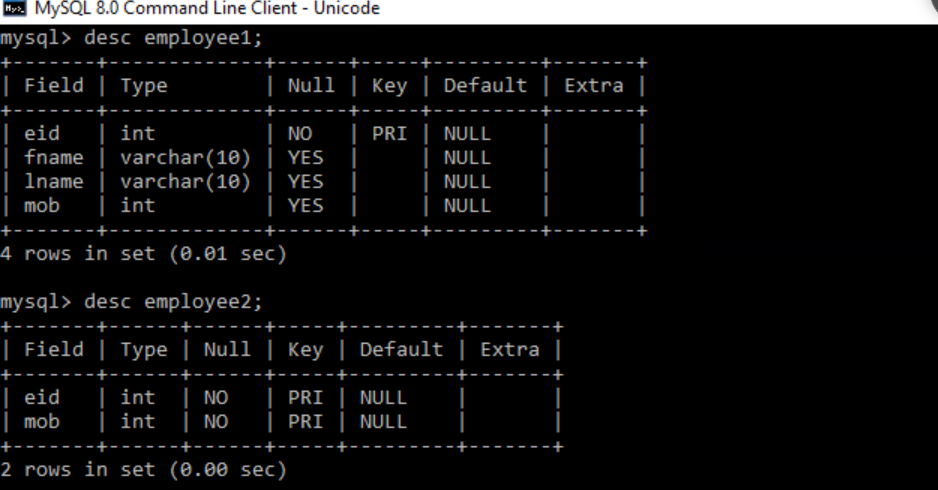 MySQL 8.0 Command Line Client - Unicode
mysql> desc employee1;
+-------+-------------+------+-----+---------+-------+
| Field | Type        | Null | Key | Default | Extra |
+-------+-------------+------+-----+---------+-------+
| eid   | int         | NO   | PRI | NULL    |       |
| fname | varchar(10) | YES  |     | NULL    |       |
| lname | varchar(10) | YES  |     | NULL    |       |
| mob   | int         | YES  |     | NULL    |       |
+-------+-------------+------+-----+---------+-------+
4 rows in set (0.01 sec)
mysql> desc employee2;
+-------+------+------+-----+---------+-------+
| Field | Type | Null | Key | Default | Extra |
+-------+------+------+-----+---------+-------+
| eid   | int  | NO   | PRI | NULL    |       |
| mob   | int  | NO   | PRI | NULL    |       |
+-------+------+------+-----+---------+-------+
2 rows in set (0.00 sec)